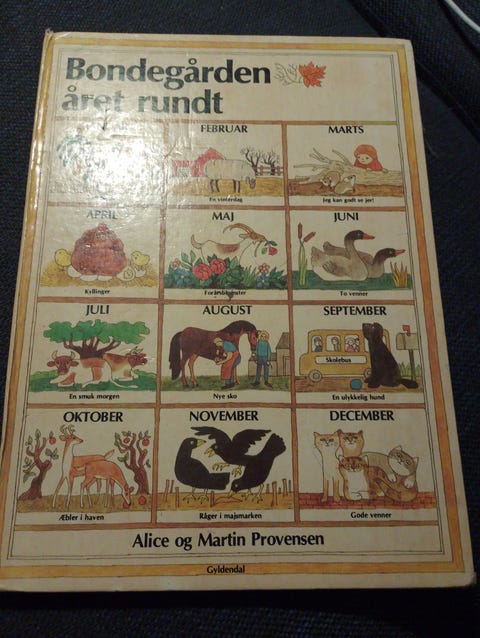 Bondegården
året rundt
FEBRUAR
MARTS
En vinterdag
Jeg kan godt se jer!
APRIL
MAJ
JUNI
Kyllinger
Forårsblomster
To venner
JULI
AUGUST
SEPTEMBER
Skolebus
En smuk morgen
Nye sko
En ulykkelig hund
OKTOBER
NOVEMBER
DECEMBER
Æbler i haven
Råger i majsmarken
Gode venner
Alice og Martin Provensen
Gyldendal